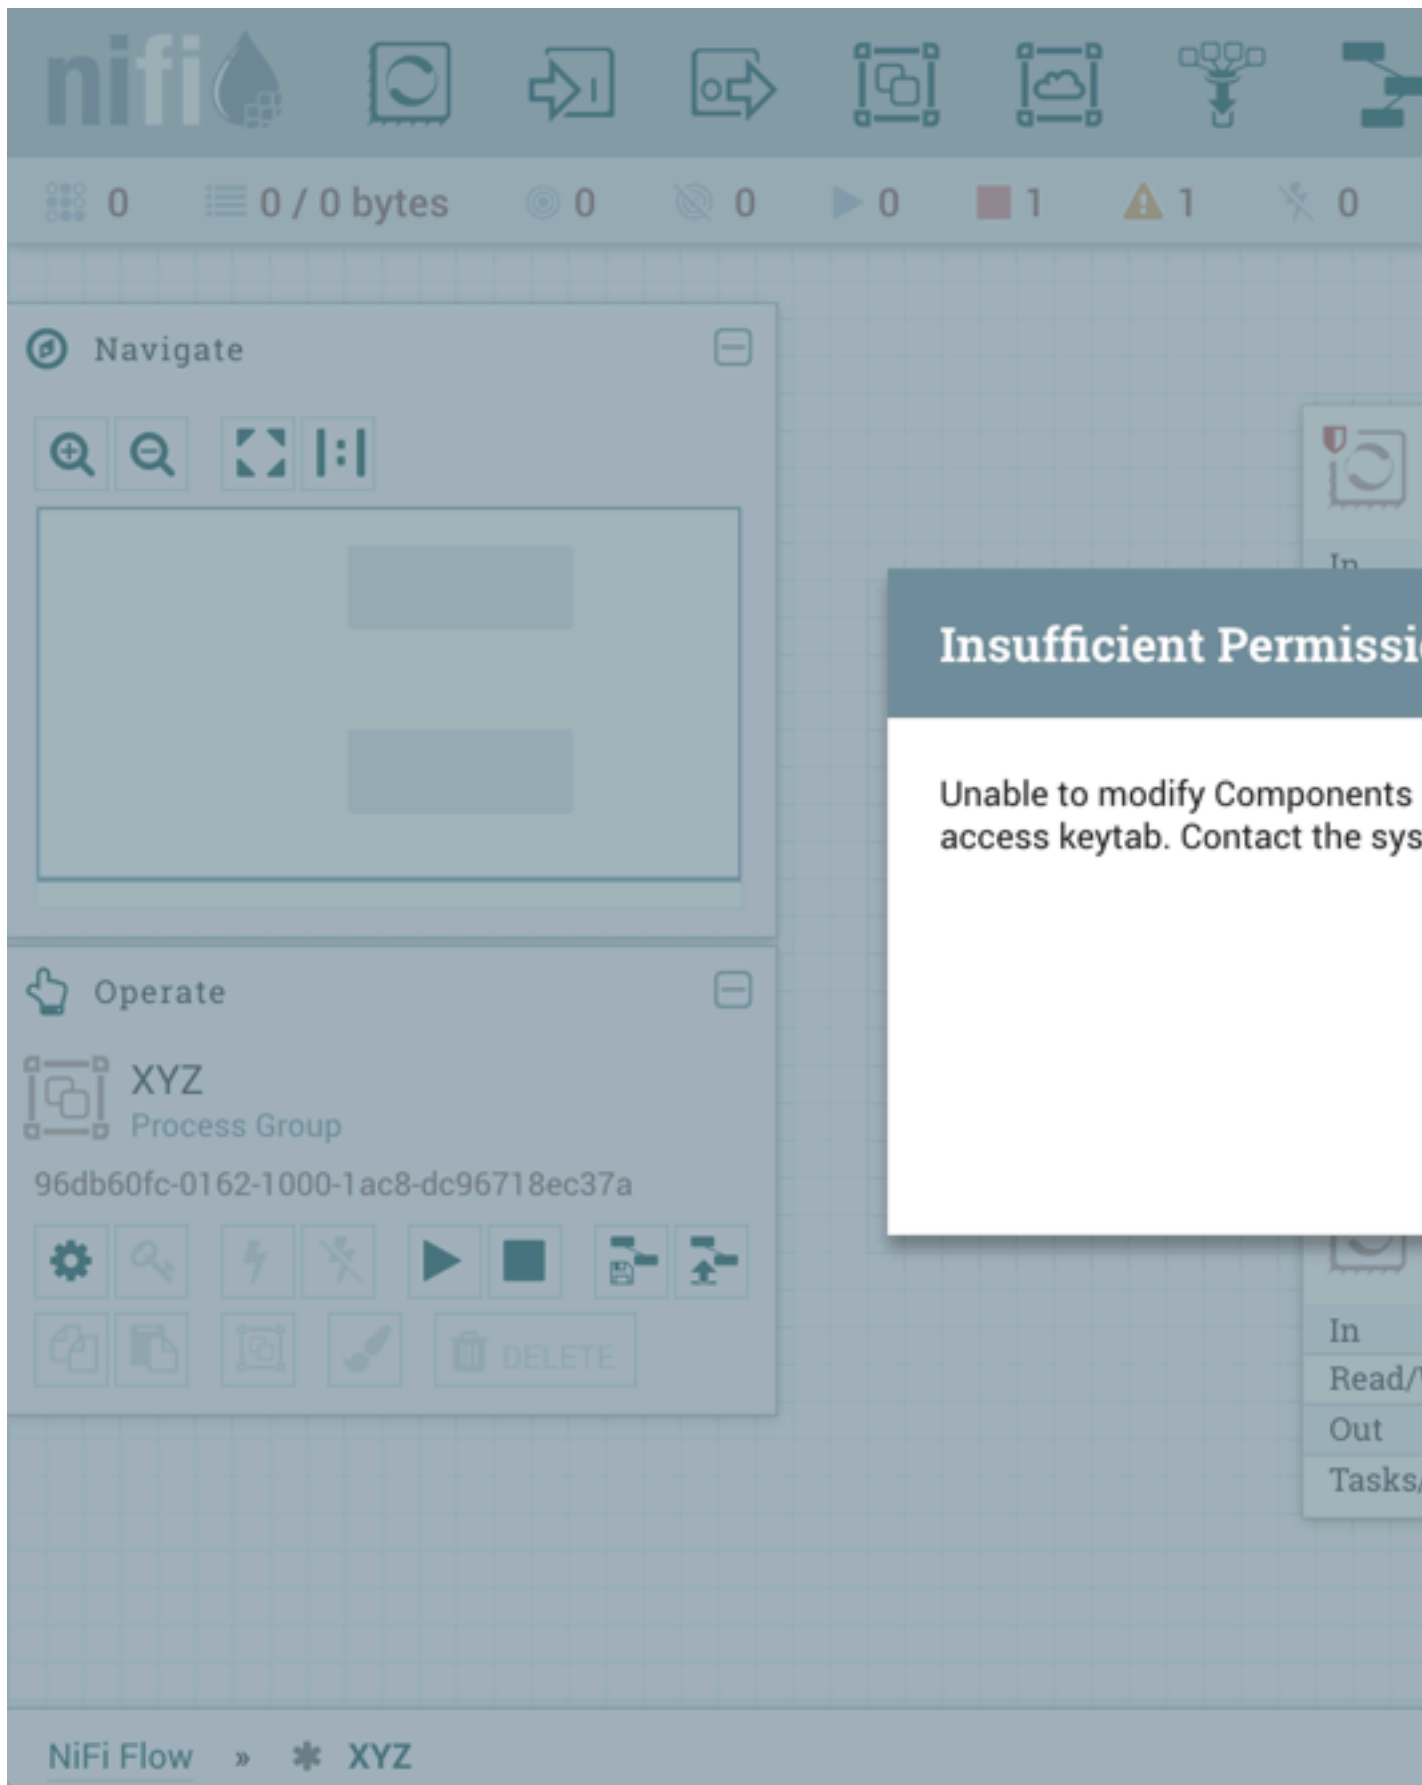 nifi
0 0 / 0 bytes 0 0 0 1 1 0
Navigate
In
Insufficient Permissi
Unable to modify Components
access keytab. Contact the sys
Operate
XYZ
Process Group
96db60fc-0162-1000-1ac8-dc96718ec37a
DELETE
In
Read/
Out
Tasks/
NiFi Flow » XYZ